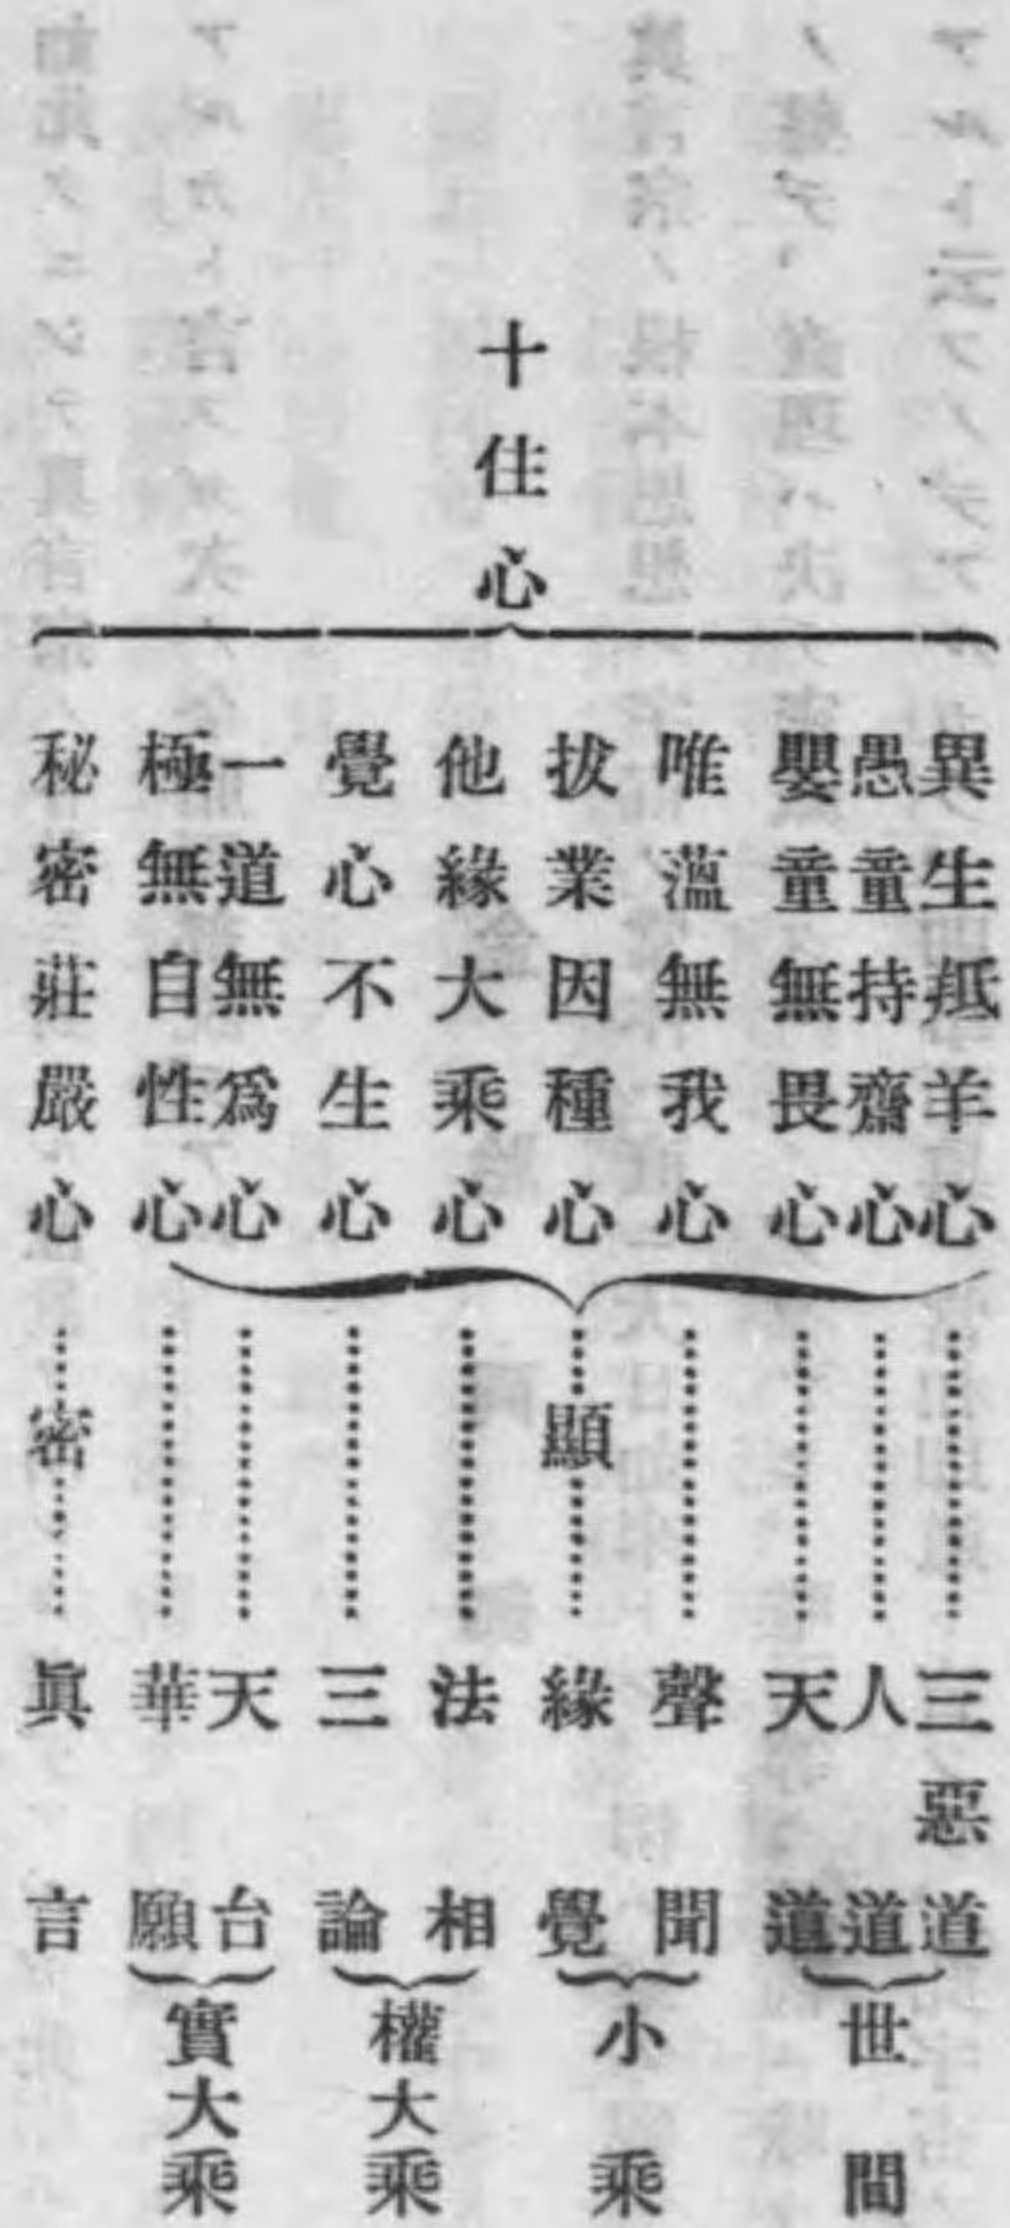 十住心
異生羝羊心
愚童持齋心
嬰童無畏心
唯蘊無我心
拔業因種心
他緣大乘心
覺心不生心
一道無爲心
極無自性心
秘密莊嚴心
顯
密
三惡道
人道
天道
聲聞
緣覺
法相
三論
天台
華願
眞言
世間
小乘
權大乘
實大乘